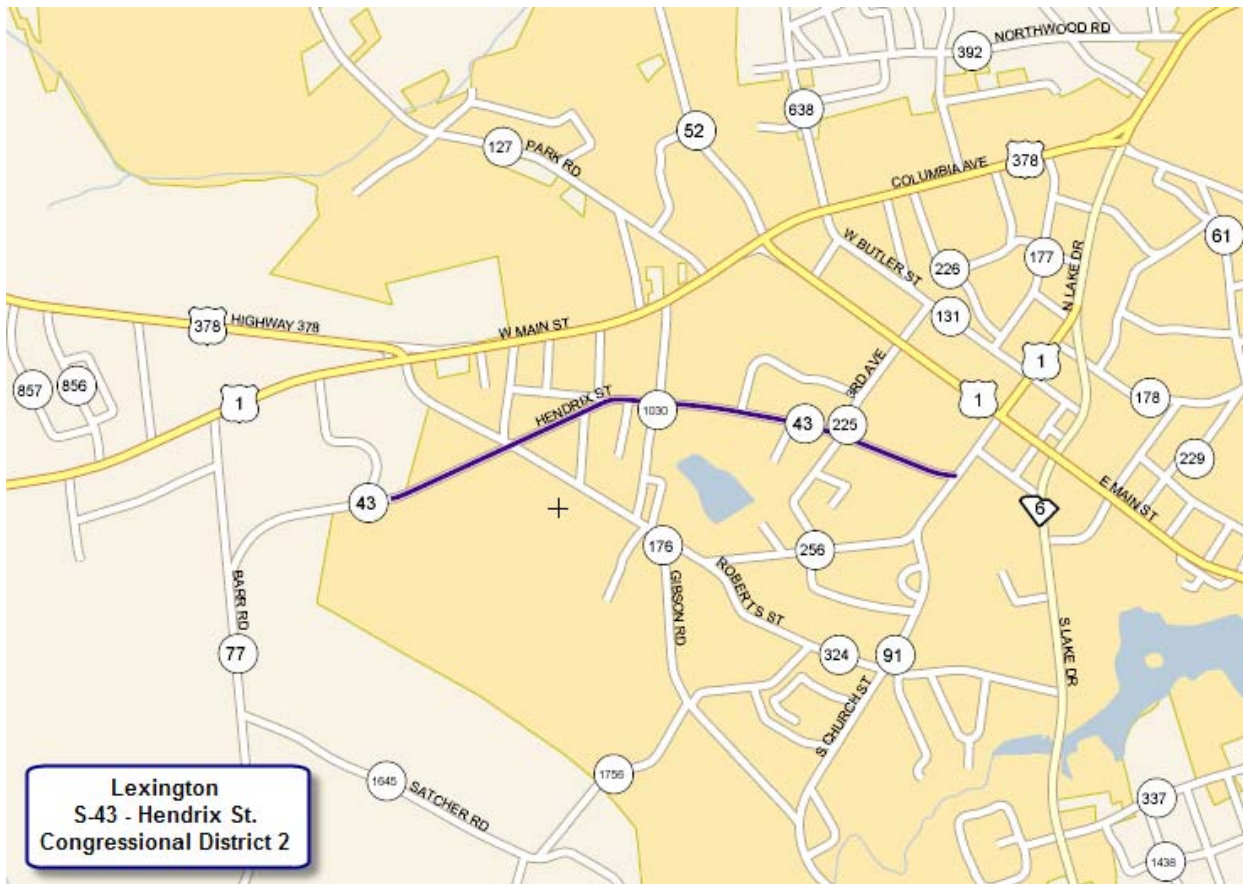 NORTHWOOD RD
392
638
52
127
PARK RD
378
COLUMBIA AVE
61
W BUTLER ST
177
226
N LAKE DR
378
HIGHWAY 378
W MAIN ST
131
1
857
856
1
3RD AVE
1
178
HENDRIX ST
1030
43
225
229
43
6
E MAIN ST
176
256
ROBERTS ST
BARR RD
GIBSON RD
77
324
91
S LAKE DR
S CHURCH ST
1645
SATCHER RD
1756
337
1438
Lexington
S-43 - Hendrix St.
Congressional District 2